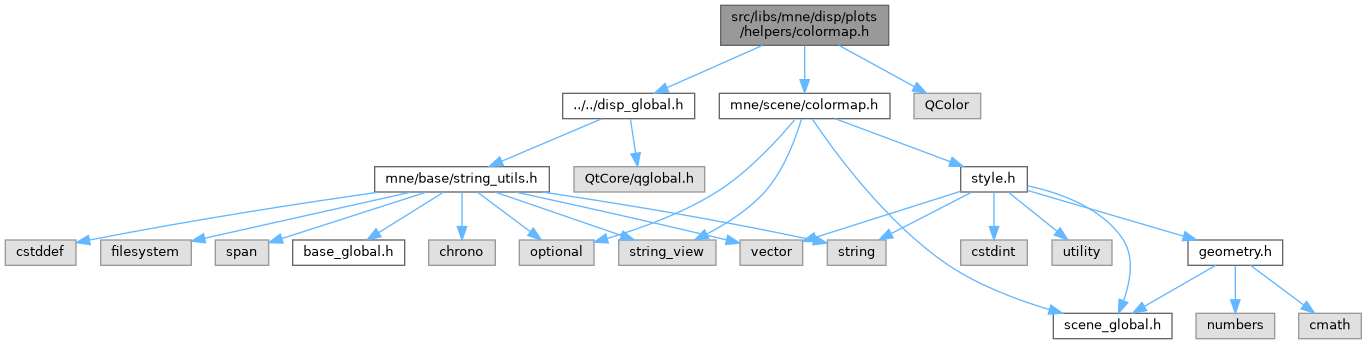 src/libs/mne/disp/plots
/helpers/colormap.h
../../disp_global.h
mne/scene/colormap.h
QColor
mne/base/string_utils.h
QtCore/qglobal.h
style.h
cstddef
filesystem
span
base_global.h
chrono
optional
string_view
vector
string
cstdint
utility
geometry.h
scene_global.h
numbers
cmath